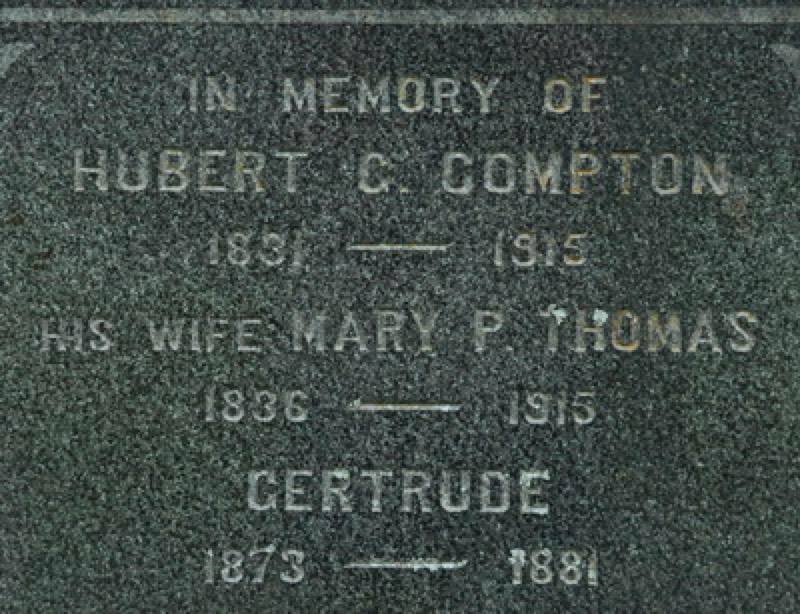 IN MEMORY OF
HUBERT C. COMPTON
1831 — 1915
HIS WIFE MARY P. THOMAS
1836 — 1915
GERTRUDE
1873 — 1881